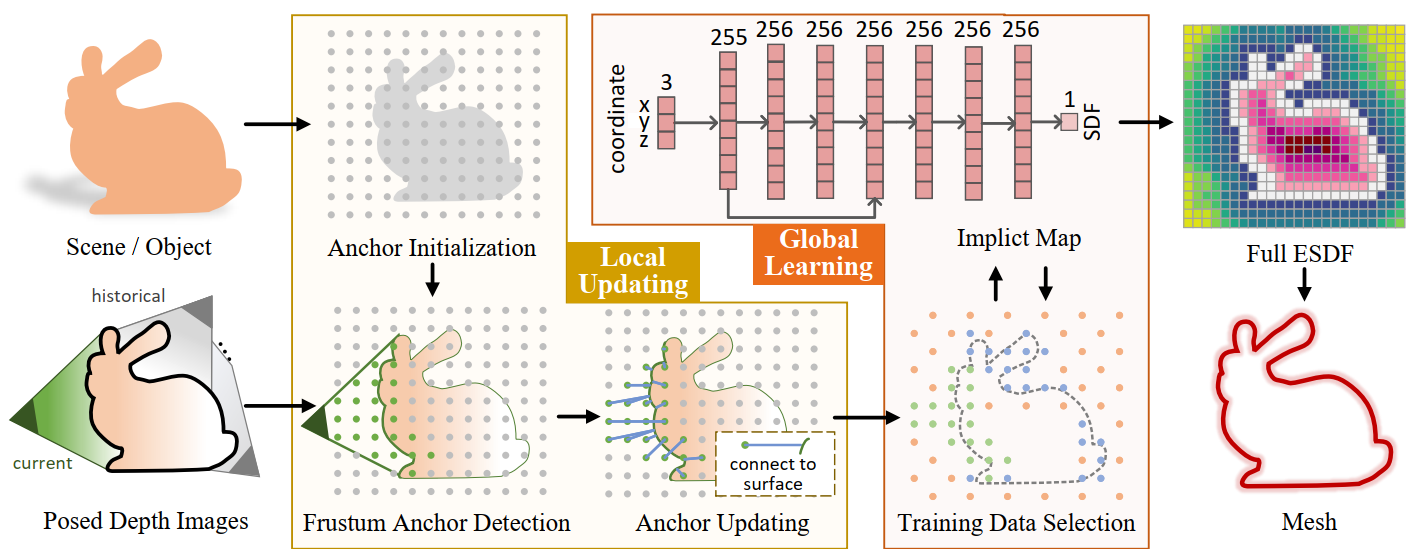 Scene / Object
historical
current
Posed Depth Images
Anchor Initialization
Local
Updating
Frustum Anchor Detection
connect to
surface
Anchor Updating
coordinate
x
y
z
3
255
256
256
256
256
256
256
1
SDF
Global
Learning
Implict Map
Training Data Selection
Full ESDF
Mesh